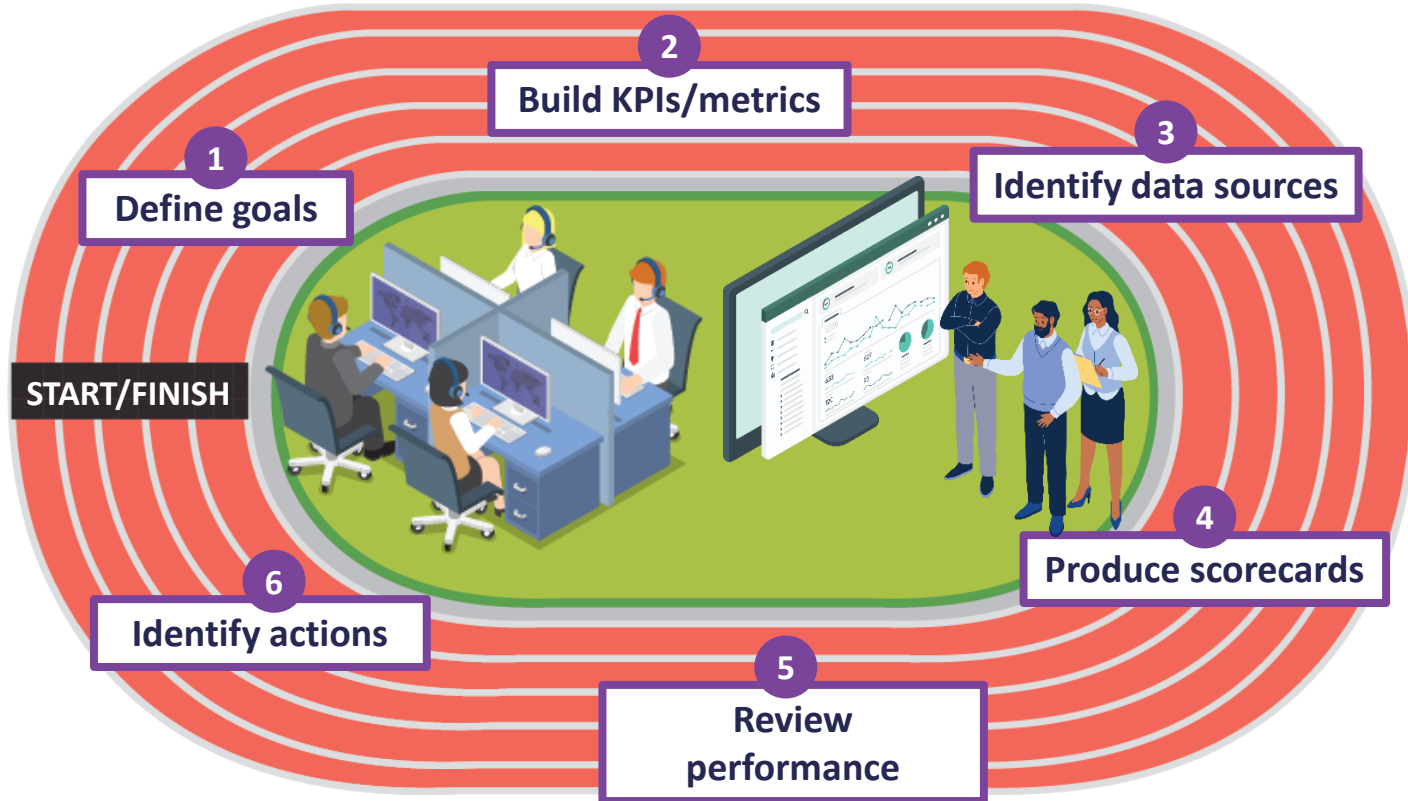 1
Define goals
2
Build KPIs/metrics
3
Identify data sources
START/FINISH
4
Produce scorecards
5
Review
performance
6
Identify actions